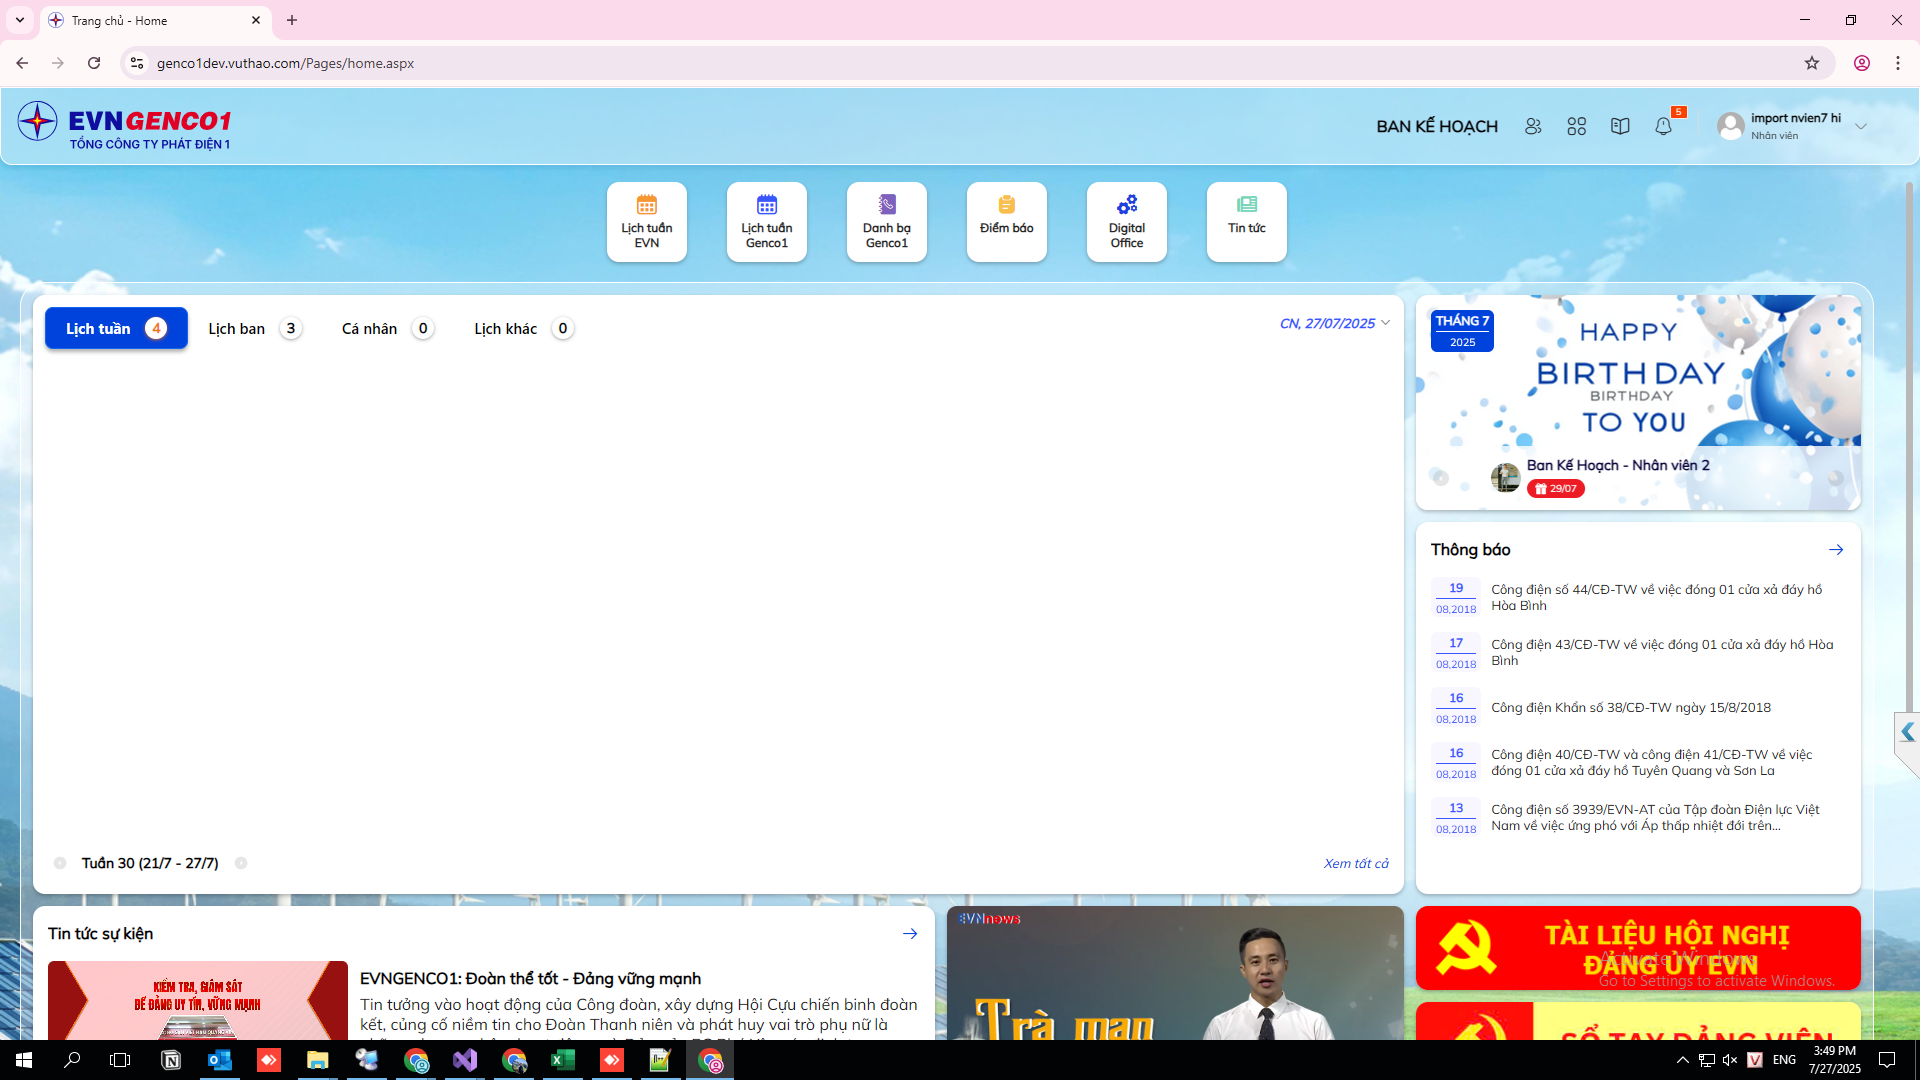 Trang chủ - Home
genco1dev.vuthao.com/Pages/home.aspx
EVNGENCO1
TỔNG CÔNG TY PHÁT ĐIỆN 1
BAN KẾ HOẠCH
5
import nvien7 hi
Nhân viên
Lịch tuần
EVN
Lịch tuần
Genco1
Danh bạ
Genco1
Điểm báo
Digital
Office
Tin tức
Lịch tuần 4
Lịch ban 3
Cá nhân 0
Lịch khác 0
CN, 27/07/2025
THÁNG 7
2025
HAPPY
BIRTHDAY
BIRTHDAY
TO YOU
Ban Kế Hoạch - Nhân viên 2
29/07
Thông báo
19
08,2018
Công điện số 44/CĐ-TW về việc đóng 01 cửa xả đáy hồ
Hòa Bình
17
08,2018
Công điện 43/CĐ-TW về việc đóng 01 cửa xả đáy hồ Hòa
Bình
16
08,2018
Công điện Khẩn số 38/CĐ-TW ngày 15/8/2018
16
08,2018
Công điện 40/CĐ-TW và công điện 41/CĐ-TW về việc
đóng 01 cửa xả đáy hồ Tuyên Quang và Sơn La
13
08,2018
Công điện số 3939/EVN-AT của Tập đoàn Điện lực Việt
Nam về việc ứng phó với Áp thấp nhiệt đới trên...
Tuần 30 (21/7 - 27/7)
Xem tất cả
Tin tức sự kiện
KIỂM TRA, GIÁM SÁT
ĐỂ ĐẢNG UY TÍN, VỮNG MẠNH
EVNGENCO1: Đoàn thể tốt - Đảng vững mạnh
Tin tưởng vào hoạt động của Công đoàn, xây dựng Hội Cựu chiến binh đoàn
kết, củng cố niềm tin cho Đoàn Thanh niên và phát huy vai trò phụ nữ là
EVNnews
TÀI LIỆU HỘI NGHỊ
ĐẢNG ỦY EVN
Activate Windows
Go to Settings to activate Windows.
SỔ TAY ĐẢNG VIÊN
ENG
3:49 PM
7/27/2025